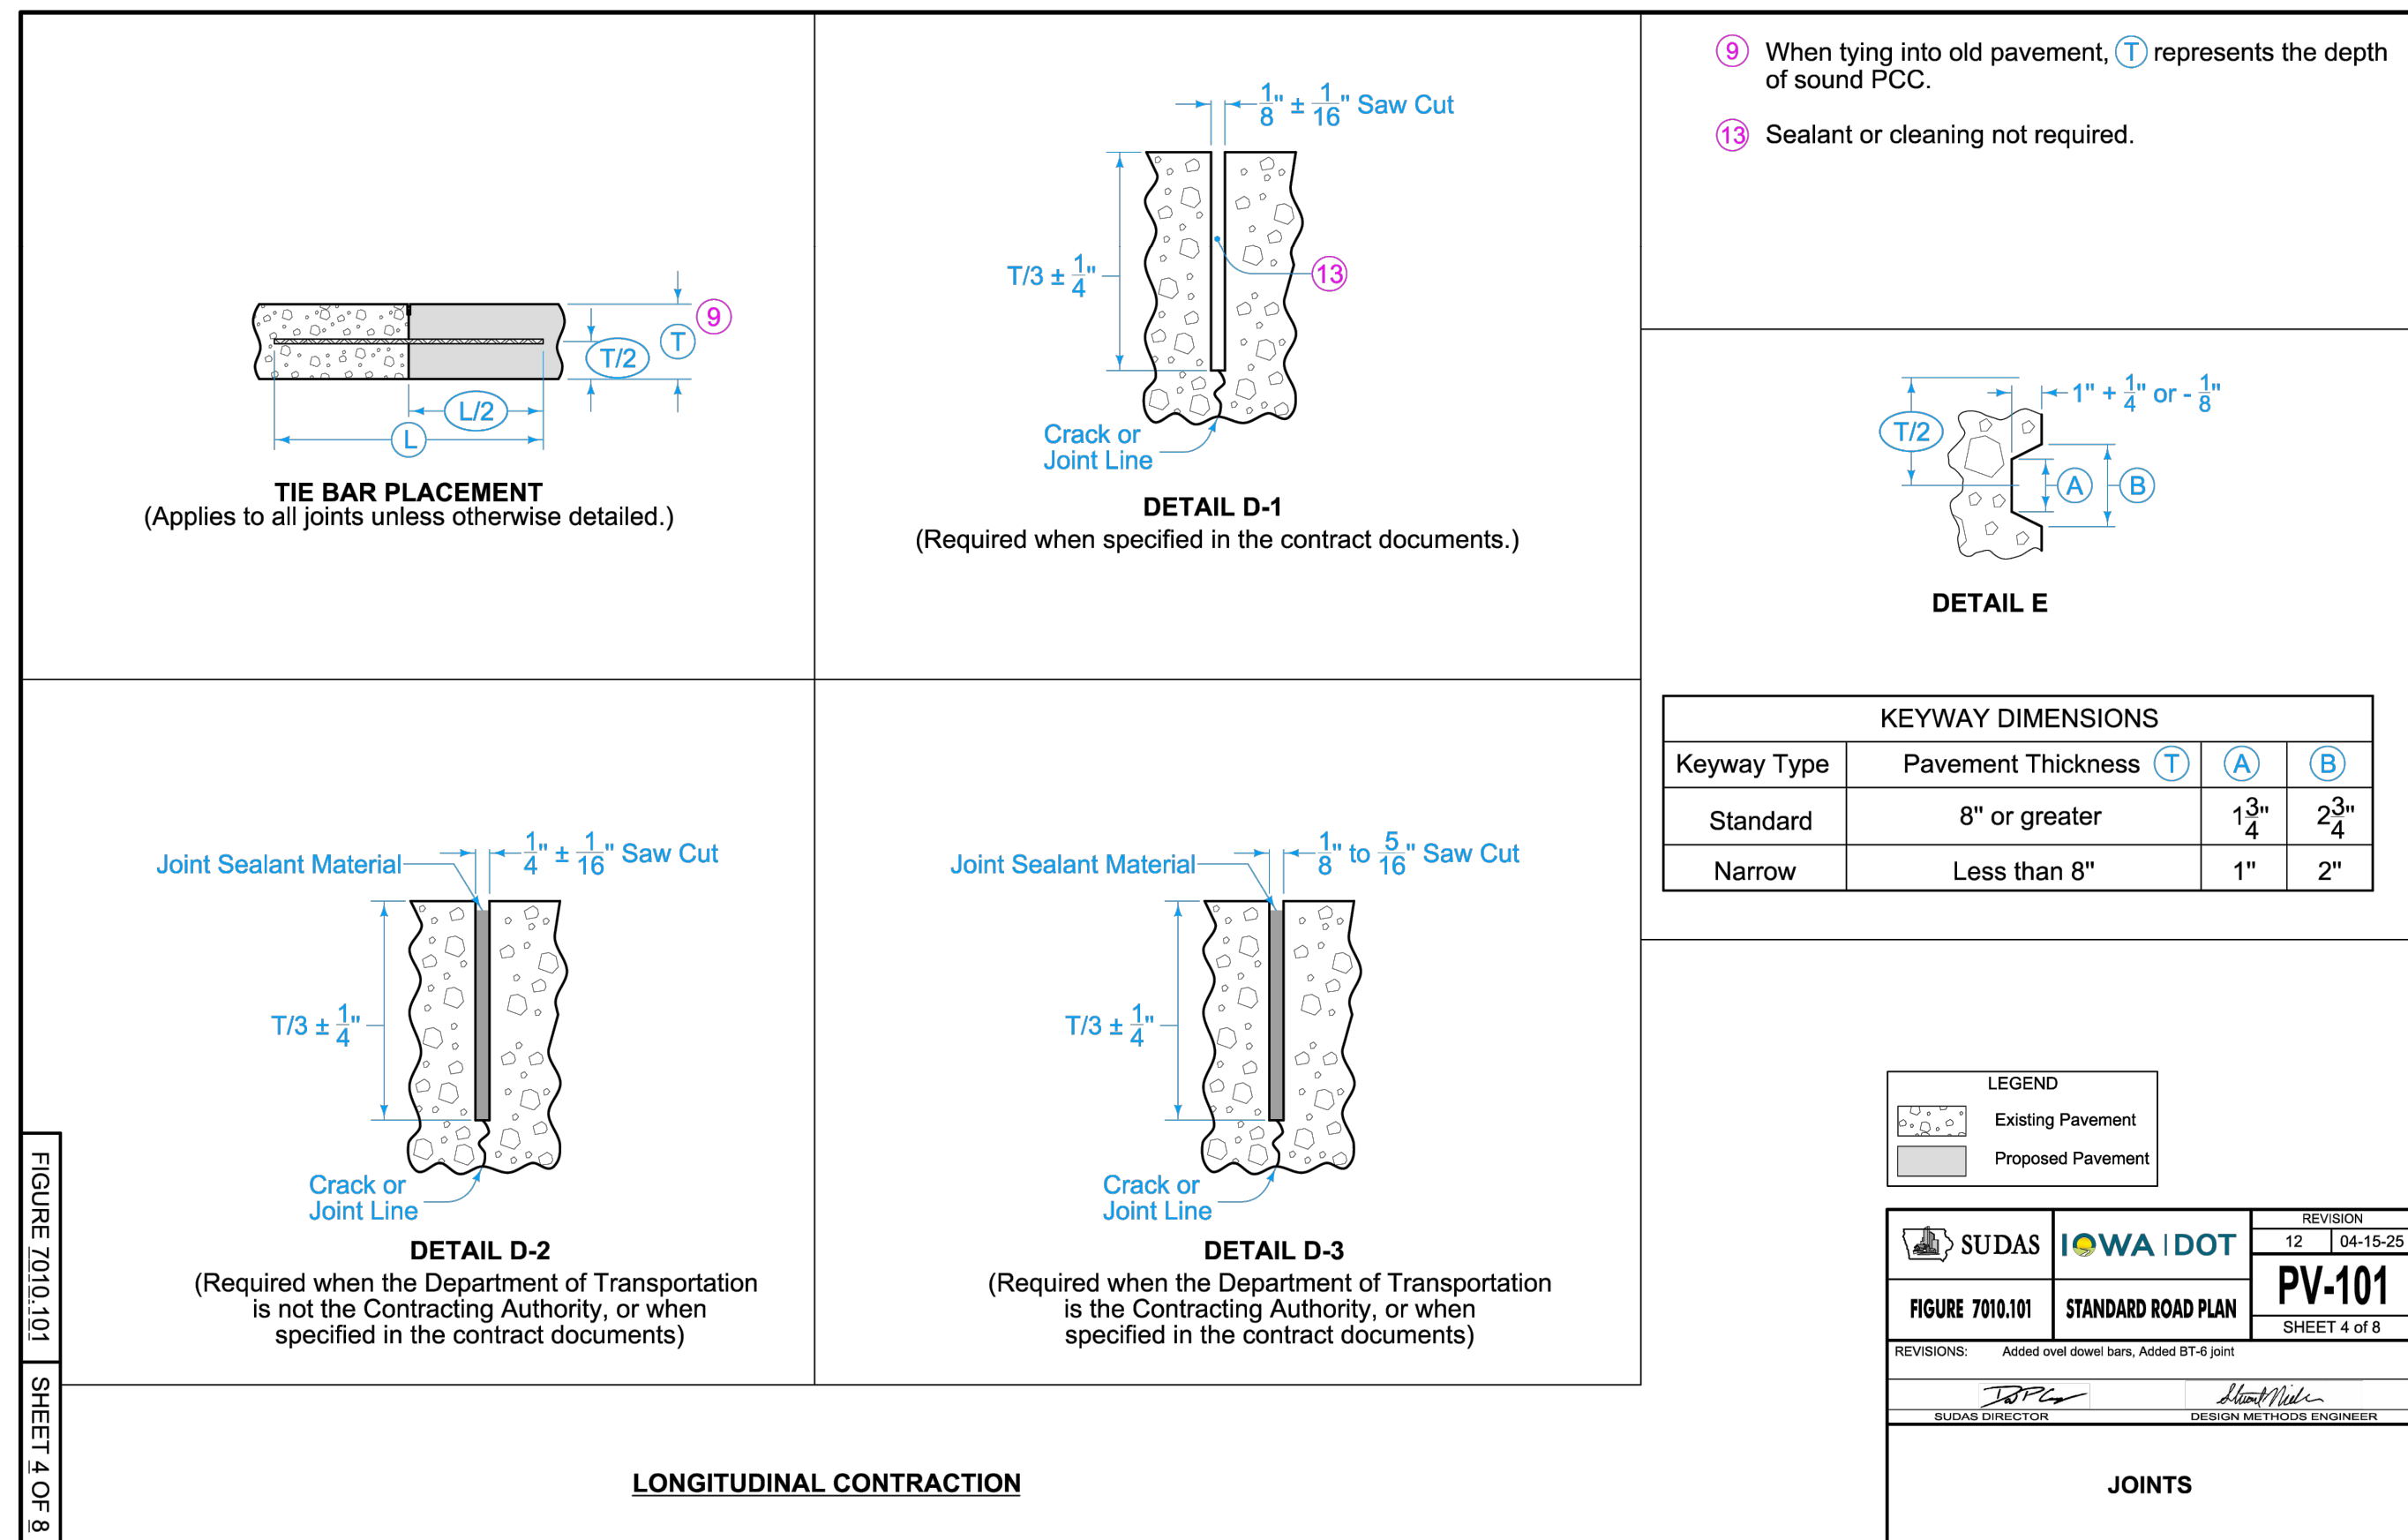 9 When tying into old pavement, T represents the depth
of sound PCC.
13 Sealant or cleaning not required.
9
T
T/2
L/2
L
TIE BAR PLACEMENT
(Applies to all joints unless otherwise detailed.)
1/8" ± 1/16" Saw Cut
T/3 ± 1/4"
13
Crack or
Joint Line
DETAIL D-1
(Required when specified in the contract documents.)
1" + 1/4" or - 1/8"
T/2
A
B
DETAIL E
KEYWAY DIMENSIONS
Keyway Type Pavement Thickness T A B
Standard 8" or greater 1 3/4" 2 3/4"
Narrow Less than 8" 1" 2"
Joint Sealant Material
1/4" ± 1/16" Saw Cut
T/3 ± 1/4"
Crack or
Joint Line
DETAIL D-2
(Required when the Department of Transportation
is not the Contracting Authority, or when
specified in the contract documents)
Joint Sealant Material
1/8" to 5/16" Saw Cut
T/3 ± 1/4"
Crack or
Joint Line
DETAIL D-3
(Required when the Department of Transportation
is the Contracting Authority, or when
specified in the contract documents)
LEGEND
Existing Pavement
Proposed Pavement
SUDAS
IOWA DOT
REVISION
12 04-15-25
PV-101
SHEET 4 of 8
FIGURE 7010.101
STANDARD ROAD PLAN
REVISIONS: Added ovel dowel bars, Added BT-6 joint
SUDAS DIRECTOR
DESIGN METHODS ENGINEER
JOINTS
LONGITUDINAL CONTRACTION
FIGURE 7010.101
SHEET 4 OF 8